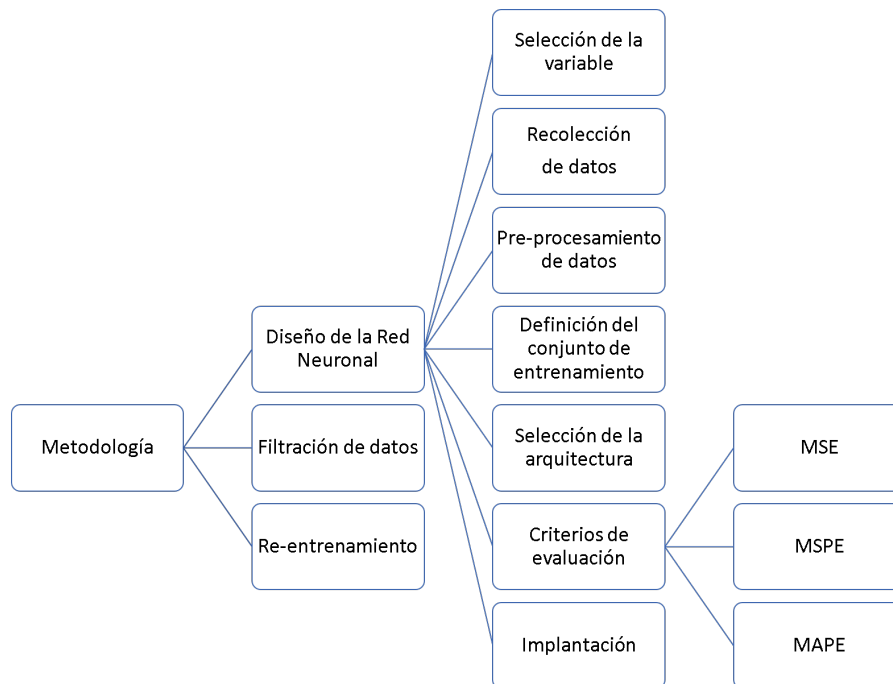 Selección de la
variable
Recolección
de datos
Pre-procesamiento
de datos
Diseño de la Red
Neuronal
Definición del
conjunto de
entrenamiento
Metodología
Filtración de datos
Selección de la
arquitectura
MSE
Re-entrenamiento
Criterios de
evaluación
MSPE
Implantación
MAPE